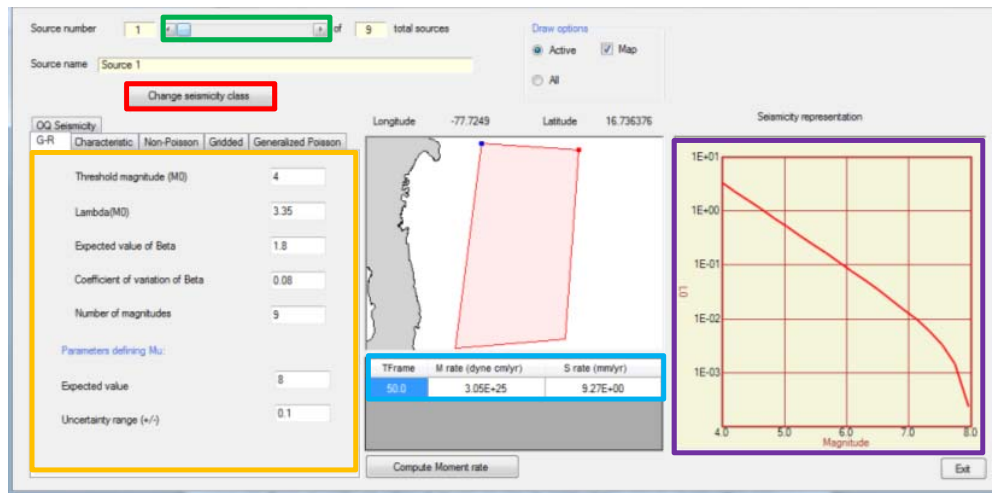 Source number 1 of 9 total sources
Draw options
Active Map
Source name Source 1
All
Change seismicity class
Longitude -77.7249 Latitude 16.736376
Seismicity representation
OQ Seismicity
G-R Characteristic Non-Poisson Gridded Generalized Poisson
Threshold magnitude (M0) 4
Lambda(M0) 3.35
Expected value of Beta 1.8
Coefficient of variation of Beta 0.08
Number of magnitudes 9
Parameters defining Mu:
Expected value 8
Uncertainty range (+/-) 0.1
TFrame M rate (dyne cm/yr) S rate (mm/yr)
50.0 3.05E+25 9.27E+00
Compute Moment rate
1E+01
1E+00
1E-01
1E-02
1E-03
4.0 5.0 6.0 7.0 8.0
Magnitude
Exit